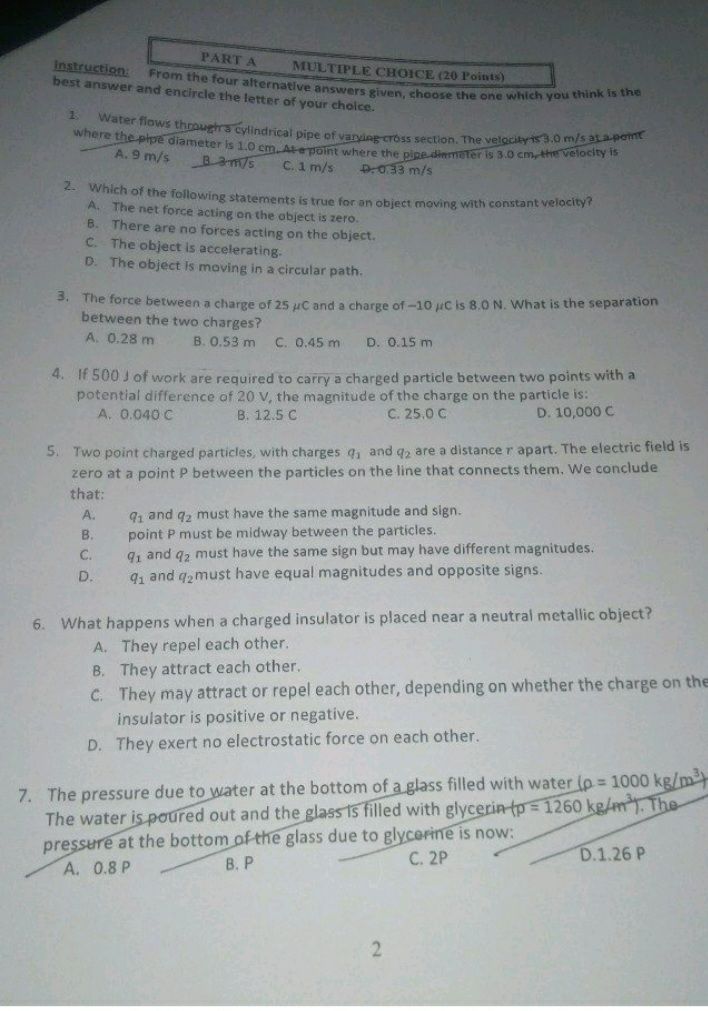 PART A MULTIPLE CHOICE (20 Points)
Instruction: From the four alternative answers given, choose the one which you think is the
best answer and encircle the letter of your choice.
1. Water flows through a cylindrical pipe of varying cross section. The velocity is 3.0 m/s at a point
where the pipe diameter is 1.0 cm. At a point where the pipe diameter is 3.0 cm, the velocity is
A. 9 m/s B. 3 m/s C. 1 m/s D. 0.33 m/s
2. Which of the following statements is true for an object moving with constant velocity?
A. The net force acting on the object is zero.
B. There are no forces acting on the object.
C. The object is accelerating.
D. The object is moving in a circular path.
3. The force between a charge of 25 μC and a charge of −10 μC is 8.0 N. What is the separation
between the two charges?
A. 0.28 m B. 0.53 m C. 0.45 m D. 0.15 m
4. If 500 J of work are required to carry a charged particle between two points with a
potential difference of 20 V, the magnitude of the charge on the particle is:
A. 0.040 C B. 12.5 C C. 25.0 C D. 10,000 C
5. Two point charged particles, with charges q₁ and q₂ are a distance r apart. The electric field is
zero at a point P between the particles on the line that connects them. We conclude
that:
A. q₁ and q₂ must have the same magnitude and sign.
B. point P must be midway between the particles.
C. q₁ and q₂ must have the same sign but may have different magnitudes.
D. q₁ and q₂must have equal magnitudes and opposite signs.
6. What happens when a charged insulator is placed near a neutral metallic object?
A. They repel each other.
B. They attract each other.
C. They may attract or repel each other, depending on whether the charge on the
insulator is positive or negative.
D. They exert no electrostatic force on each other.
7. The pressure due to water at the bottom of a glass filled with water (ρ = 1000 kg/m³)
The water is poured out and the glass is filled with glycerin (p = 1260 kg/m³). The
pressure at the bottom of the glass due to glycerine is now:
A. 0.8 P B. P C. 2P D.1.26 P
2